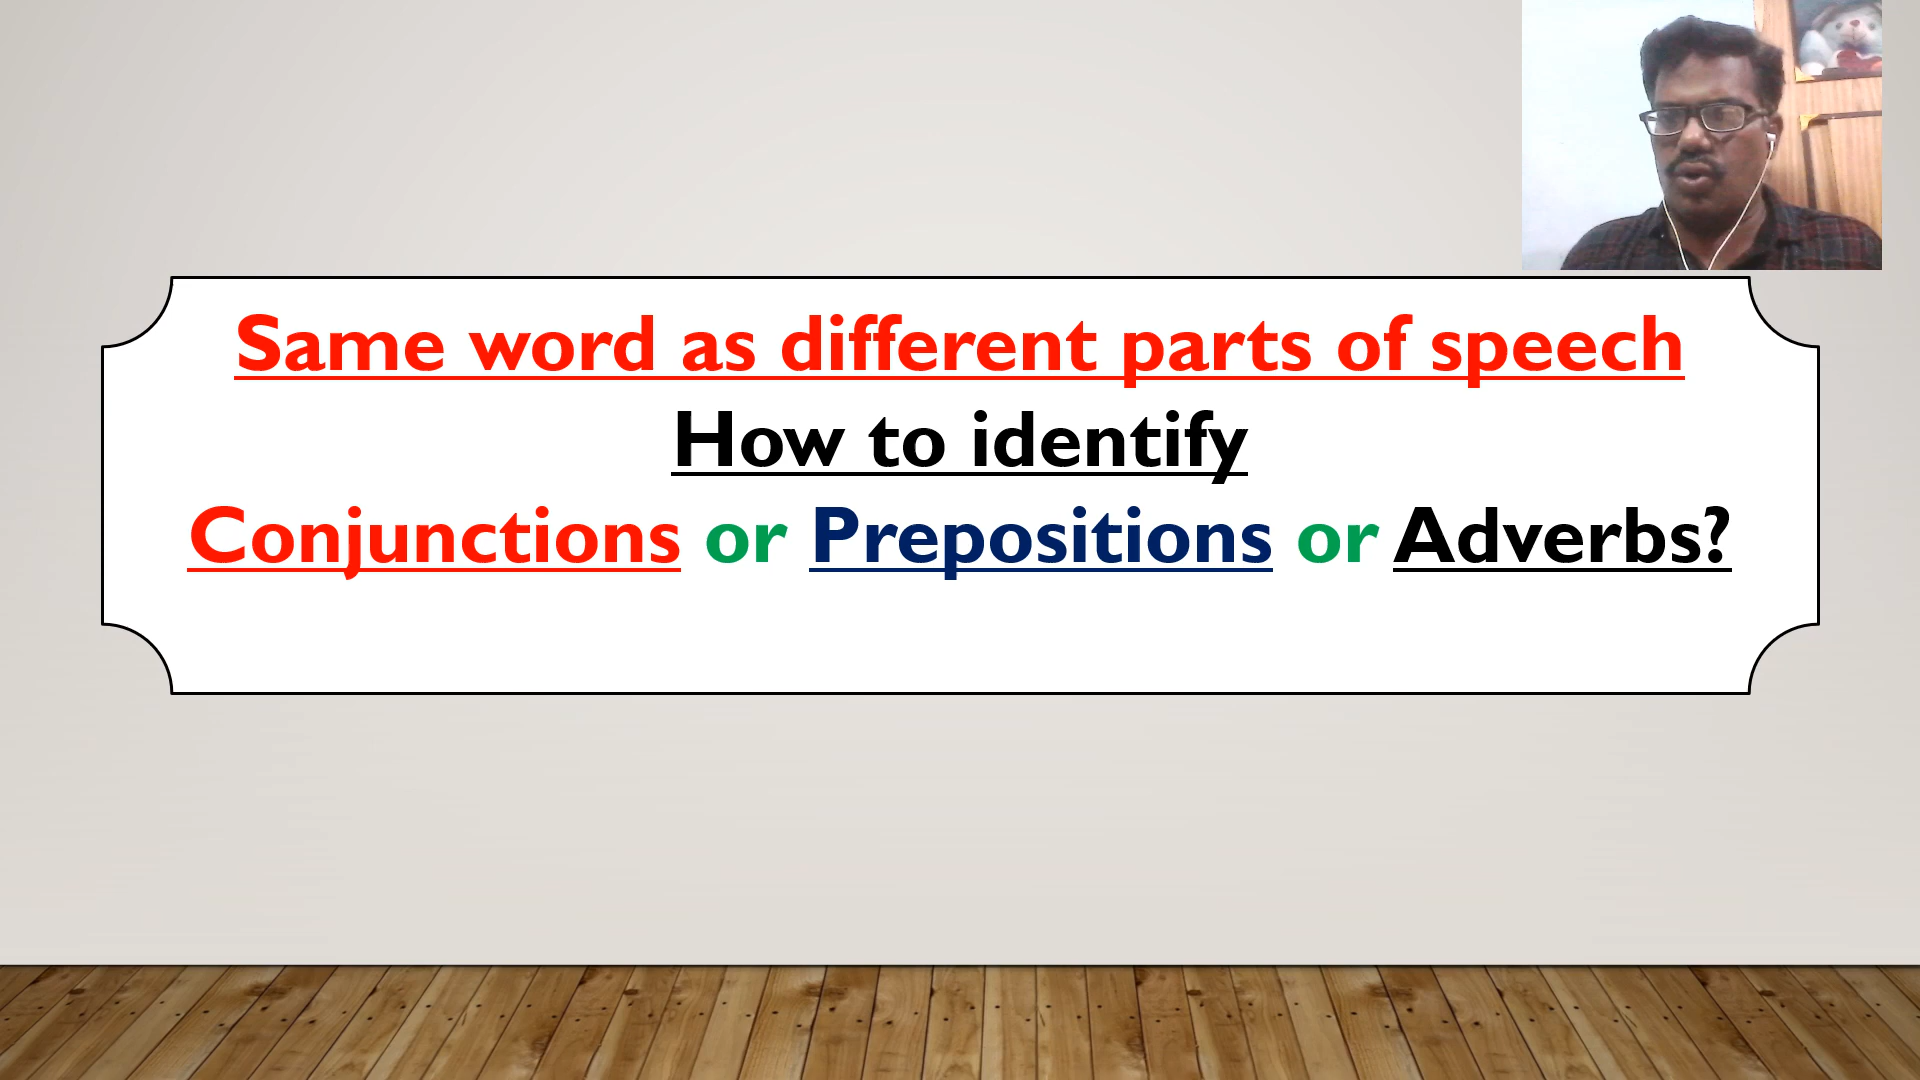 Same word as different parts of speech
How to identify
Conjunctions or Prepositions or Adverbs?